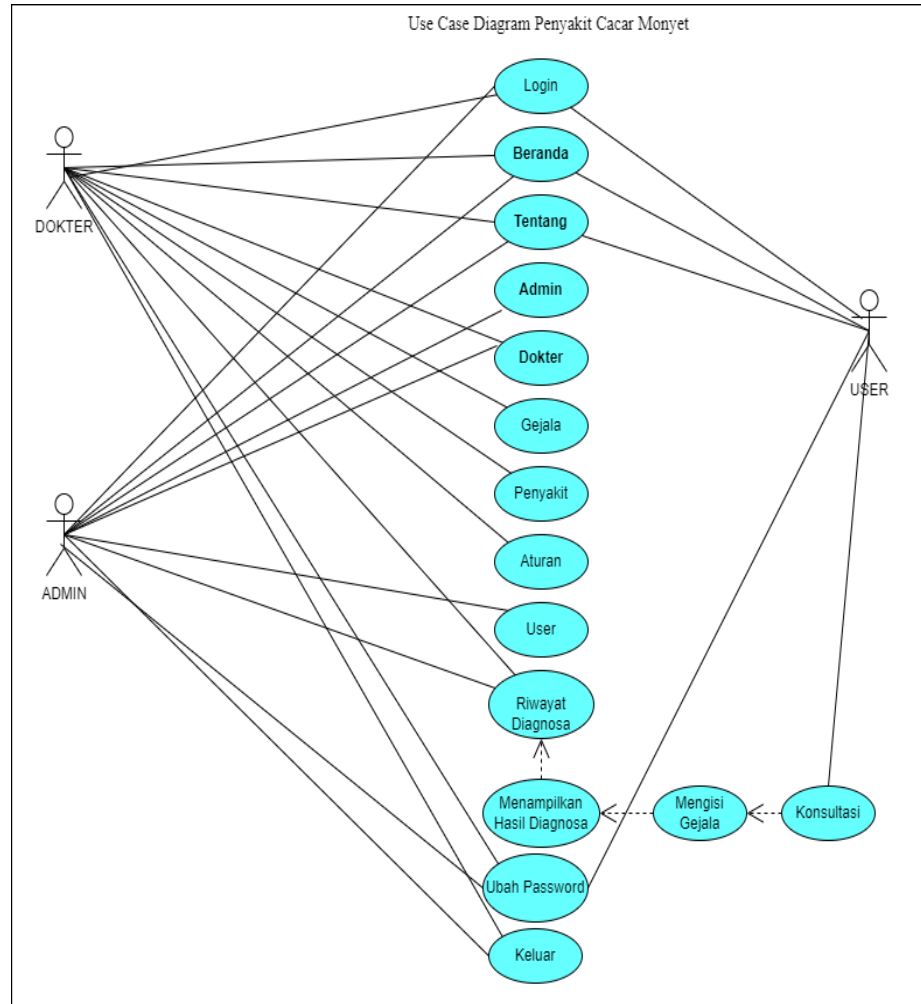 Use Case Diagram Penyakit Cacar Monyet
Login
Beranda
DOKTER
Tentang
Admin
Dokter
USER
Gejala
Penyakit
Aturan
ADMIN
User
Riwayat
Diagnosa
Menampilkan
Hasil Diagnosa
Mengisi
Gejala
Konsultasi
Ubah Password
Keluar